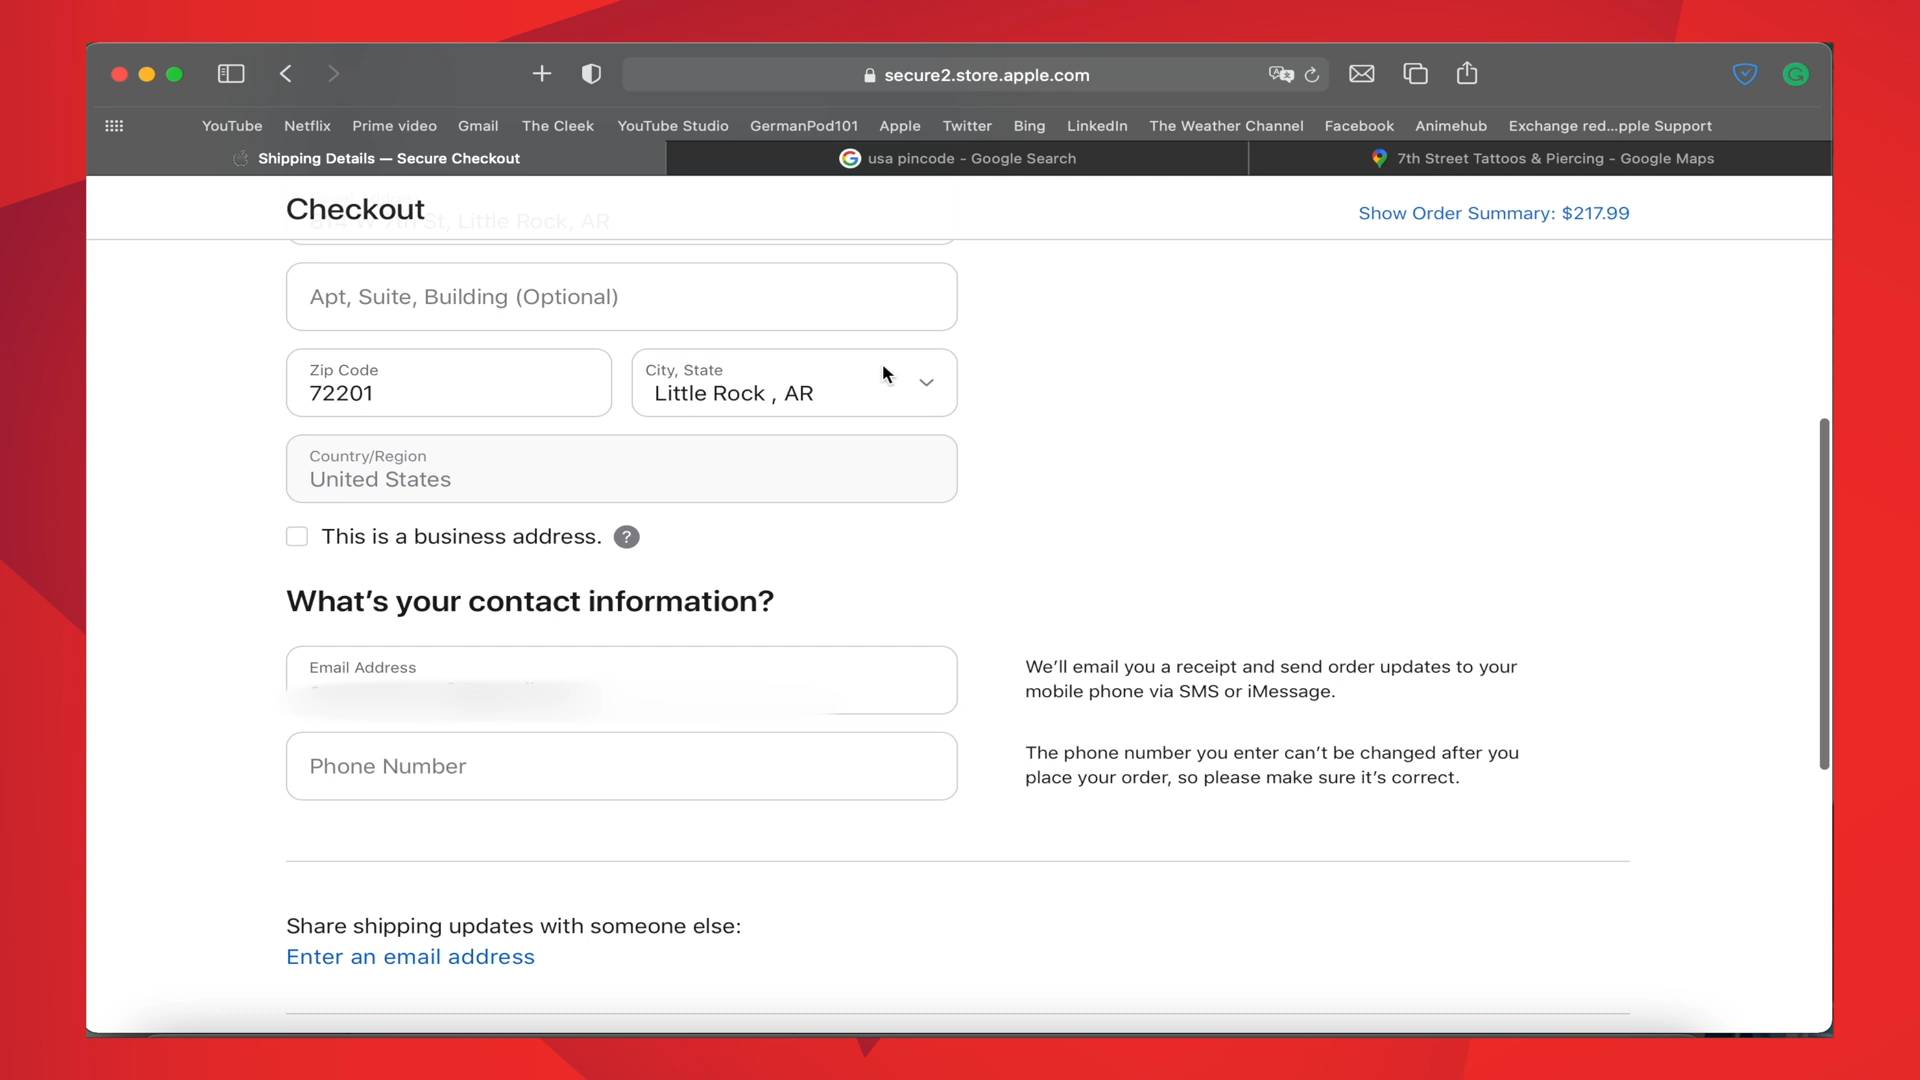 secure2.store.apple.com
YouTube Netflix Prime video Gmail The Cleek YouTube Studio GermanPod101 Apple Twitter Bing LinkedIn The Weather Channel Facebook Animehub Exchange red...pple Support
Shipping Details — Secure Checkout
usa pincode - Google Search
7th Street Tattoos & Piercing - Google Maps
Checkout
St, Little Rock, AR
Show Order Summary: $217.99
Apt, Suite, Building (Optional)
Zip Code
72201
City, State
Little Rock , AR
Country/Region
United States
This is a business address. ?
What's your contact information?
Email Address
We'll email you a receipt and send order updates to your
mobile phone via SMS or iMessage.
Phone Number
The phone number you enter can't be changed after you
place your order, so please make sure it's correct.
Share shipping updates with someone else:
Enter an email address